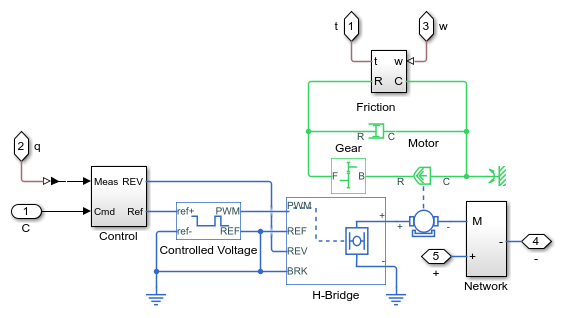 t 1 3 w
t w
R C
Friction
R C
Motor
Gear
F B
R C
2 q
Meas REV
Cmd Ref
1
C
Control
ref+ PWM
ref- REF
Controlled Voltage
PWM
REF
REV
BRK
+
-
H-Bridge
+ -
M
- 4
-
+
5
+
Network